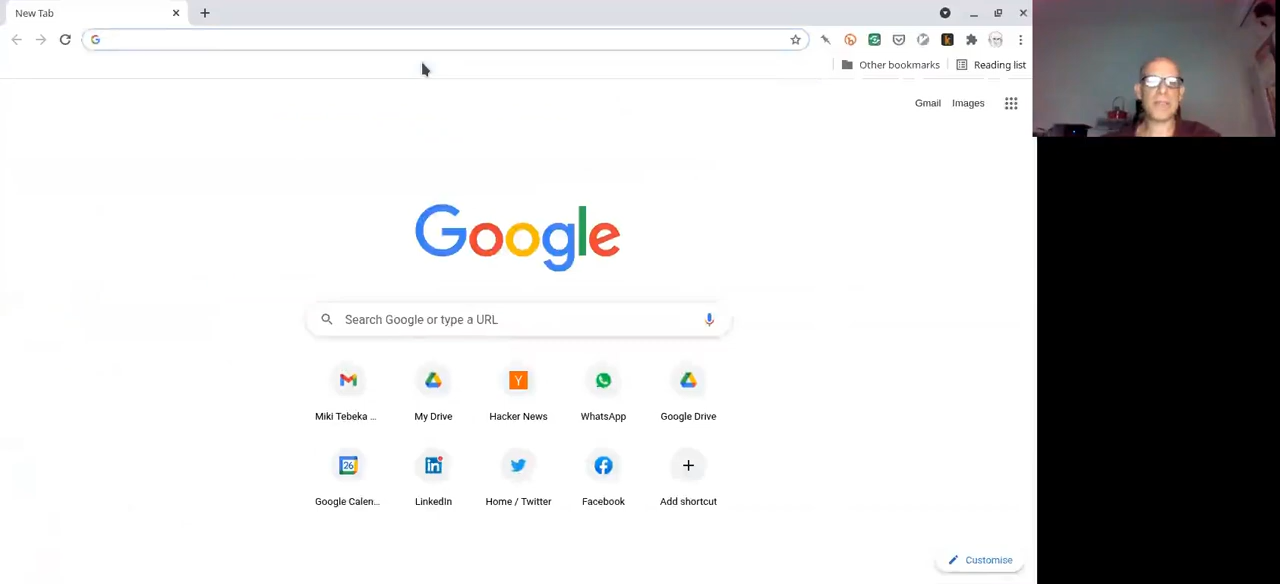 New Tab
Other bookmarks
Reading list
Gmail
Images
Google
Search Google or type a URL
Miki Tebeka ...
My Drive
Hacker News
WhatsApp
Google Drive
26
Google Calen...
LinkedIn
Home / Twitter
Facebook
Add shortcut
Customise